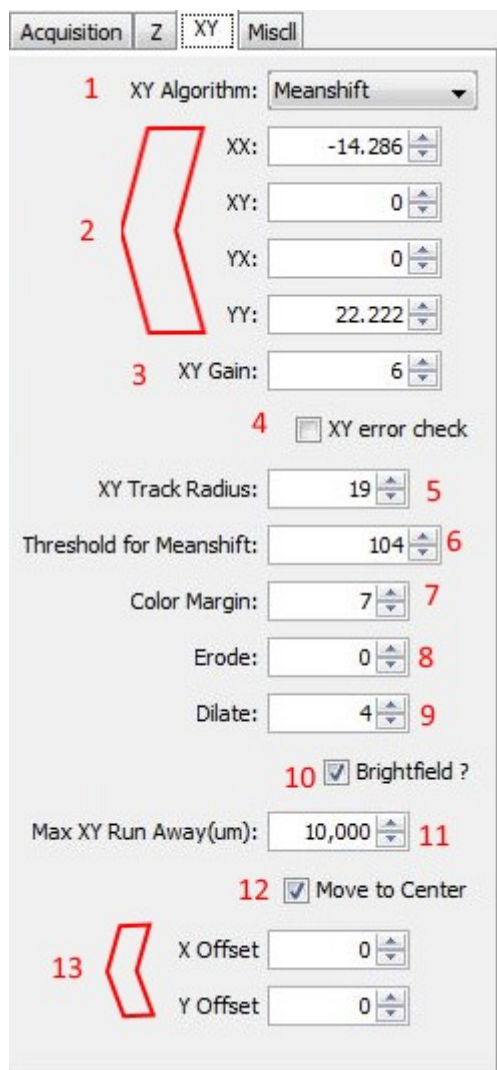 Acquisition Z XY Miscll
1 XY Algorithm: Meanshift
XX: -14.286
XY: 0
2
YX: 0
YY: 22.222
3 XY Gain: 6
4 XY error check
XY Track Radius: 19 5
Threshold for Meanshift: 104 6
Color Margin: 7 7
Erode: 0 8
Dilate: 4 9
10 Brightfield ?
Max XY Run Away(um): 10,000 11
12 Move to Center
X Offset 0
13
Y Offset 0